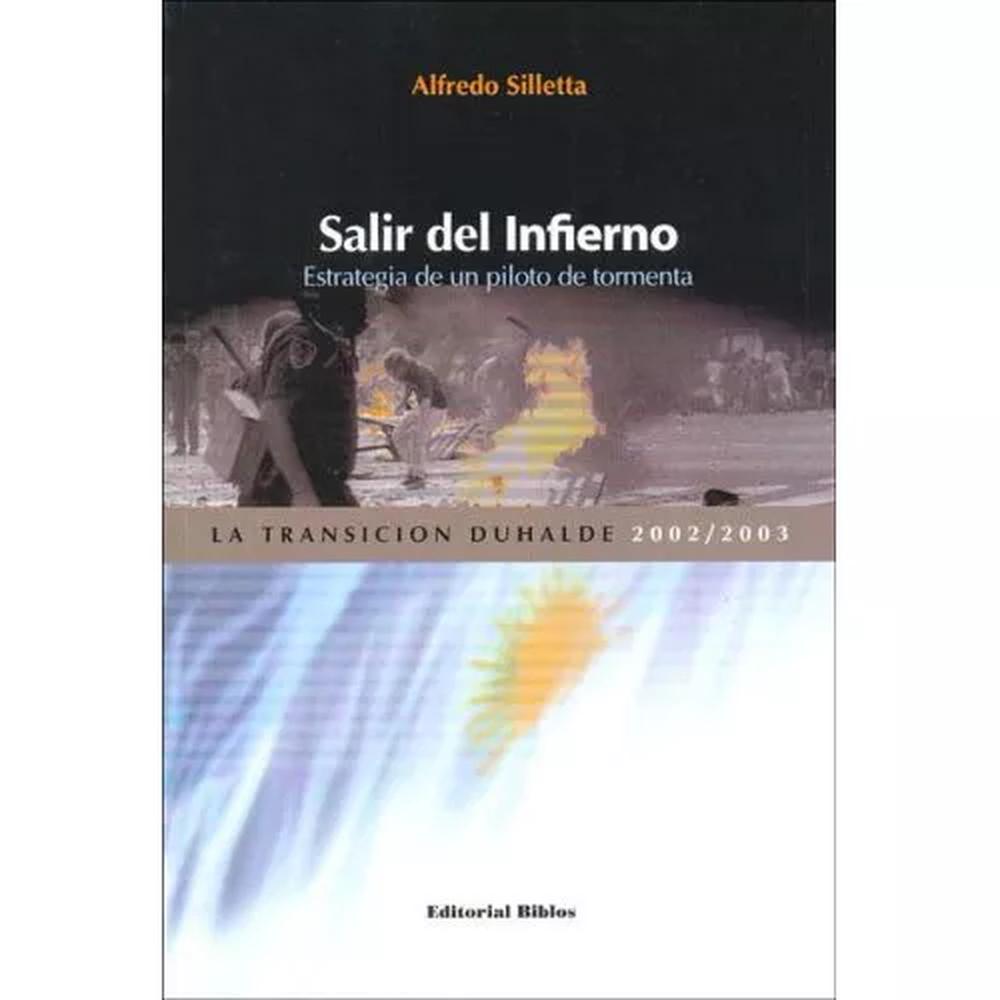 Alfredo Silletta
Salir del Infierno
Estrategia de un piloto de tormenta
LA TRANSICION DUHALDE 2002/2003
Editorial Biblos